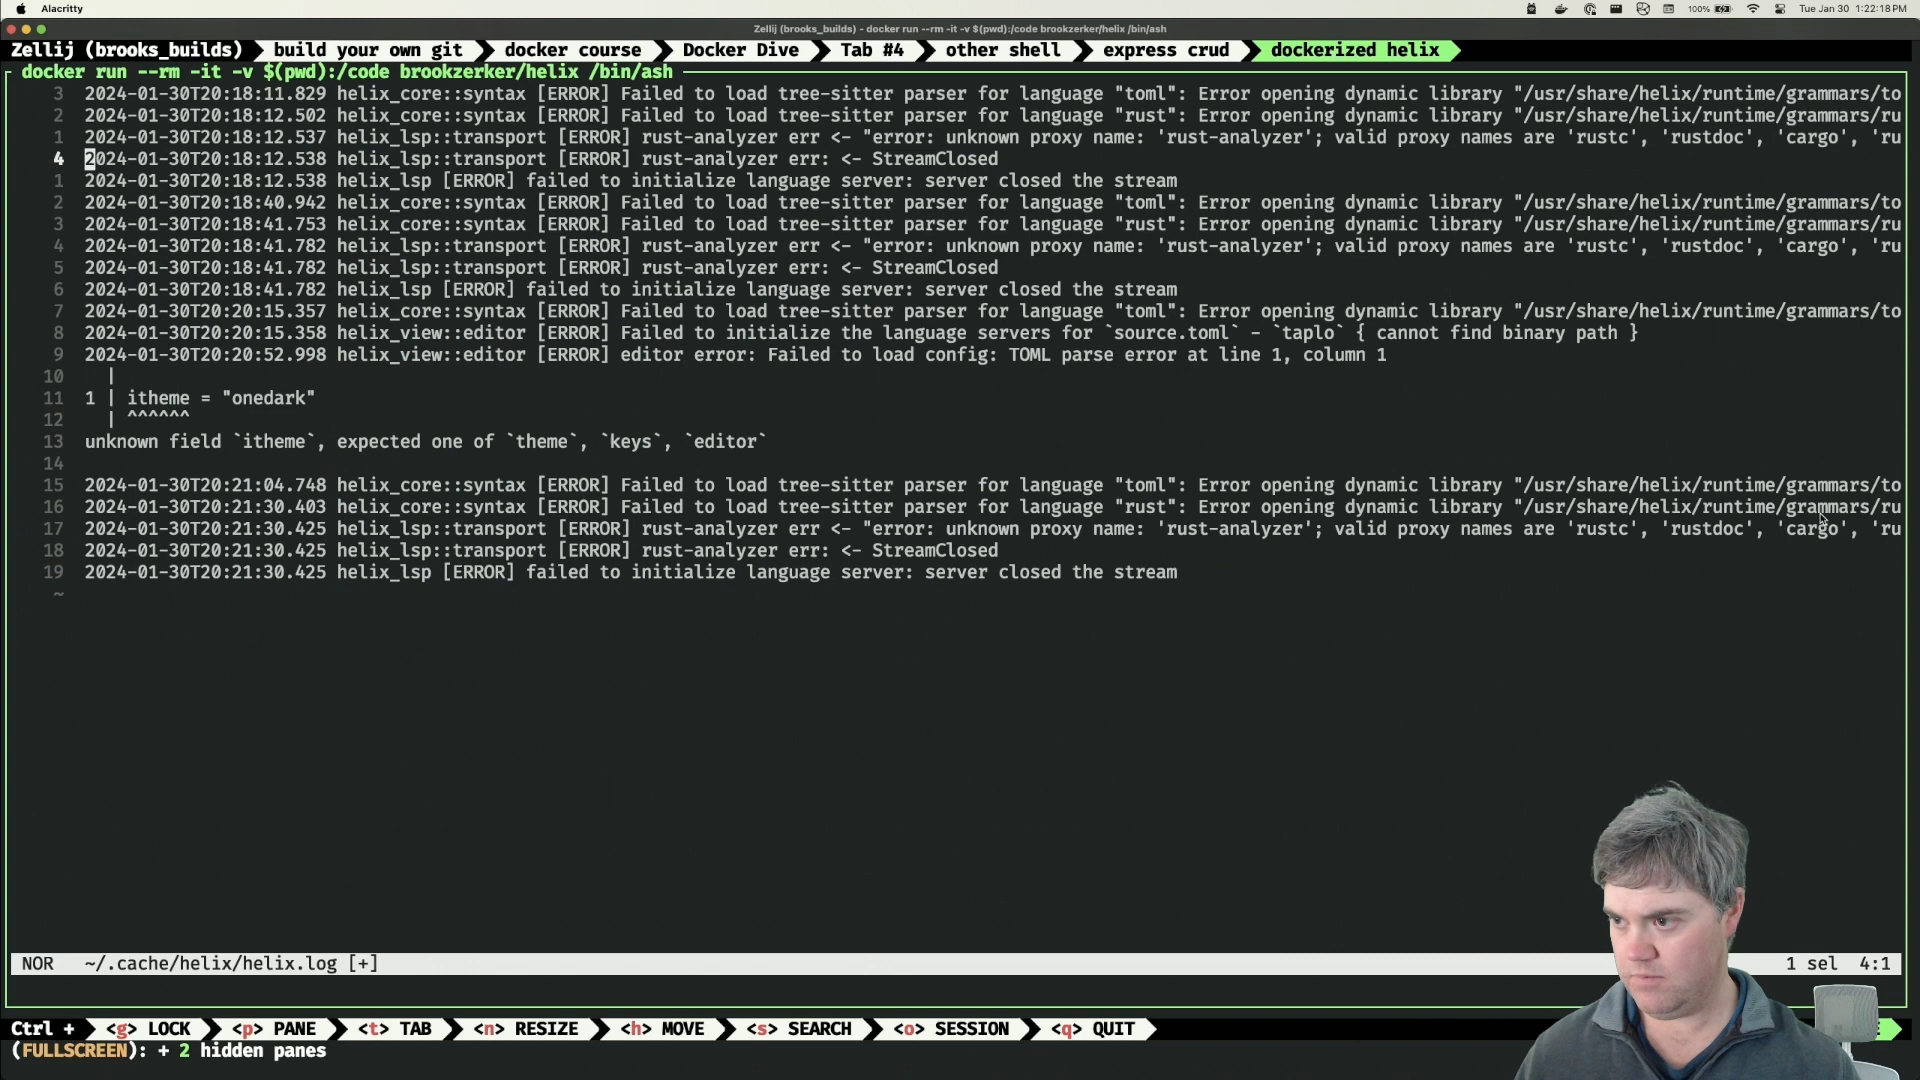 Alacritty
100%
Tue Jan 30 1:22:18 PM
Zellij (brooks_builds) - docker run --rm -it -v $(pwd):/code brookzerker/helix /bin/ash
Zellij (brooks_builds) build your own git docker course Docker Dive Tab #4 other shell express crud dockerized helix
docker run --rm -it -v $(pwd):/code brookzerker/helix /bin/ash
3 2024-01-30T20:18:11.829 helix_core::syntax [ERROR] Failed to load tree-sitter parser for language "toml": Error opening dynamic library "/usr/share/helix/runtime/grammars/to
2 2024-01-30T20:18:12.502 helix_core::syntax [ERROR] Failed to load tree-sitter parser for language "rust": Error opening dynamic library "/usr/share/helix/runtime/grammars/ru
1 2024-01-30T20:18:12.537 helix_lsp::transport [ERROR] rust-analyzer err <- "error: unknown proxy name: 'rust-analyzer'; valid proxy names are 'rustc', 'rustdoc', 'cargo', 'ru
4 2024-01-30T20:18:12.538 helix_lsp::transport [ERROR] rust-analyzer err: <- StreamClosed
1 2024-01-30T20:18:12.538 helix_lsp [ERROR] failed to initialize language server: server closed the stream
2 2024-01-30T20:18:40.942 helix_core::syntax [ERROR] Failed to load tree-sitter parser for language "toml": Error opening dynamic library "/usr/share/helix/runtime/grammars/to
3 2024-01-30T20:18:41.753 helix_core::syntax [ERROR] Failed to load tree-sitter parser for language "rust": Error opening dynamic library "/usr/share/helix/runtime/grammars/ru
4 2024-01-30T20:18:41.782 helix_lsp::transport [ERROR] rust-analyzer err <- "error: unknown proxy name: 'rust-analyzer'; valid proxy names are 'rustc', 'rustdoc', 'cargo', 'ru
5 2024-01-30T20:18:41.782 helix_lsp::transport [ERROR] rust-analyzer err: <- StreamClosed
6 2024-01-30T20:18:41.782 helix_lsp [ERROR] failed to initialize language server: server closed the stream
7 2024-01-30T20:20:15.357 helix_core::syntax [ERROR] Failed to load tree-sitter parser for language "toml": Error opening dynamic library "/usr/share/helix/runtime/grammars/to
8 2024-01-30T20:20:15.358 helix_view::editor [ERROR] Failed to initialize the language servers for `source.toml` - `taplo` { cannot find binary path }
9 2024-01-30T20:20:52.998 helix_view::editor [ERROR] editor error: Failed to load config: TOML parse error at line 1, column 1
10 |
11 1 | itheme = "onedark"
12 | ^^^^^^
13 unknown field `itheme`, expected one of `theme`, `keys`, `editor`
14
15 2024-01-30T20:21:04.748 helix_core::syntax [ERROR] Failed to load tree-sitter parser for language "toml": Error opening dynamic library "/usr/share/helix/runtime/grammars/to
16 2024-01-30T20:21:30.403 helix_core::syntax [ERROR] Failed to load tree-sitter parser for language "rust": Error opening dynamic library "/usr/share/helix/runtime/grammars/ru
17 2024-01-30T20:21:30.425 helix_lsp::transport [ERROR] rust-analyzer err <- "error: unknown proxy name: 'rust-analyzer'; valid proxy names are 'rustc', 'rustdoc', 'cargo', 'ru
18 2024-01-30T20:21:30.425 helix_lsp::transport [ERROR] rust-analyzer err: <- StreamClosed
19 2024-01-30T20:21:30.425 helix_lsp [ERROR] failed to initialize language server: server closed the stream
~
NOR ~/.cache/helix/helix.log [+] 1 sel 4:1
Ctrl + <g> LOCK <p> PANE <t> TAB <n> RESIZE <h> MOVE <s> SEARCH <o> SESSION <q> QUIT
(FULLSCREEN): + 2 hidden panes